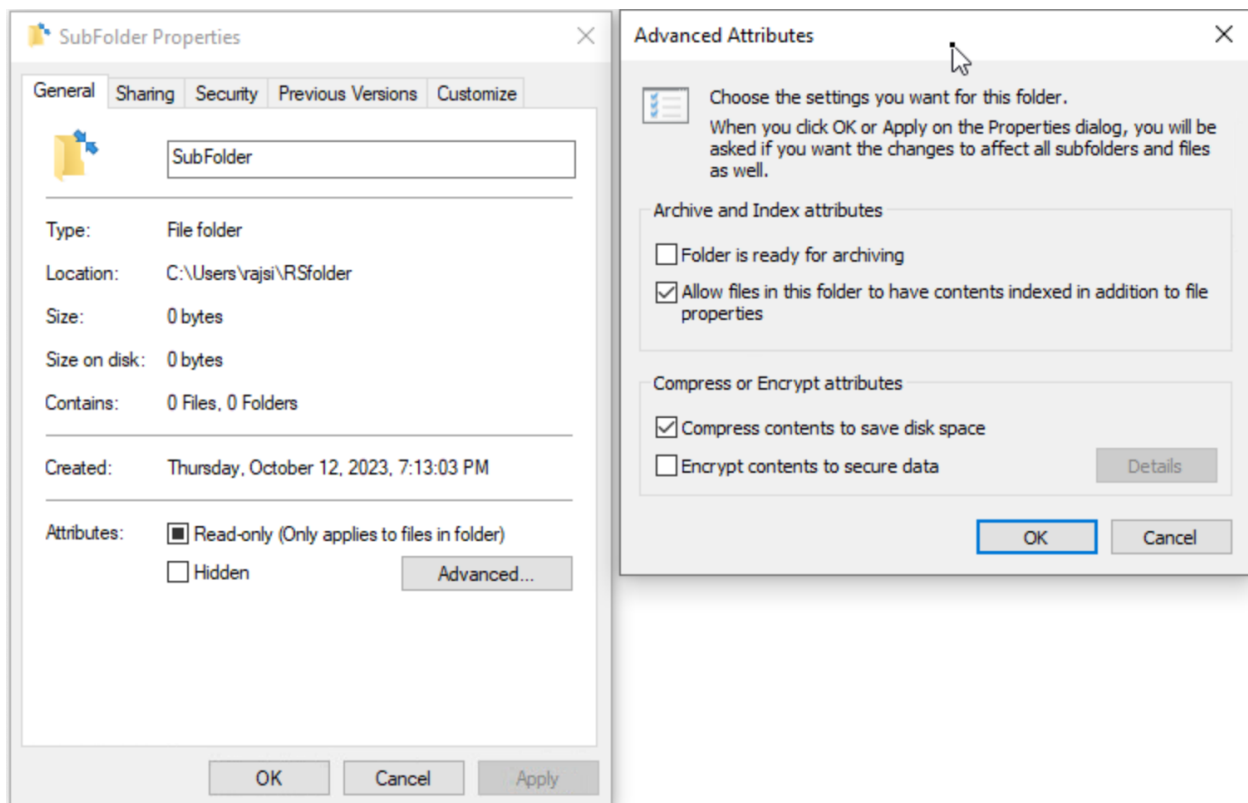 SubFolder Properties
General Sharing Security Previous Versions Customize
SubFolder
Type: File folder
Location: C:\Users\rajsi\RSfolder
Size: 0 bytes
Size on disk: 0 bytes
Contains: 0 Files, 0 Folders
Created: Thursday, October 12, 2023, 7:13:03 PM
Attributes: Read-only (Only applies to files in folder)
Hidden Advanced...
OK Cancel Apply
Advanced Attributes
Choose the settings you want for this folder.
When you click OK or Apply on the Properties dialog, you will be
asked if you want the changes to affect all subfolders and files
as well.
Archive and Index attributes
Folder is ready for archiving
Allow files in this folder to have contents indexed in addition to file
properties
Compress or Encrypt attributes
Compress contents to save disk space
Encrypt contents to secure data Details
OK Cancel